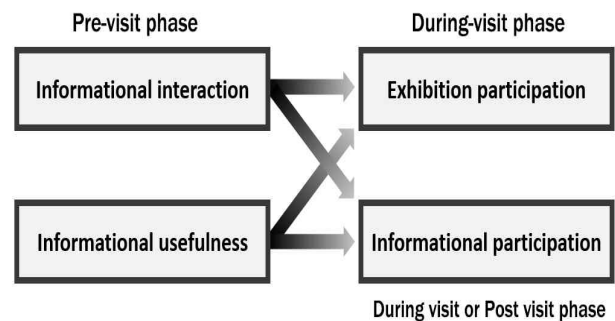 Pre-visit phase
During-visit phase
Informational interaction
Exhibition participation
Informational usefulness
Informational participation
During visit or Post visit phase